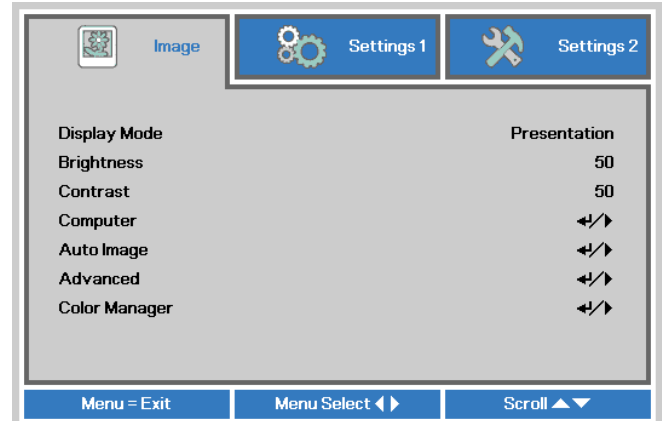 Image Settings 1 Settings 2
Display Mode Presentation
Brightness 50
Contrast 50
Computer ↵/▶
Auto Image ↵/▶
Advanced ↵/▶
Color Manager ↵/▶
Menu = Exit Menu Select ◀▶ Scroll ▲▼